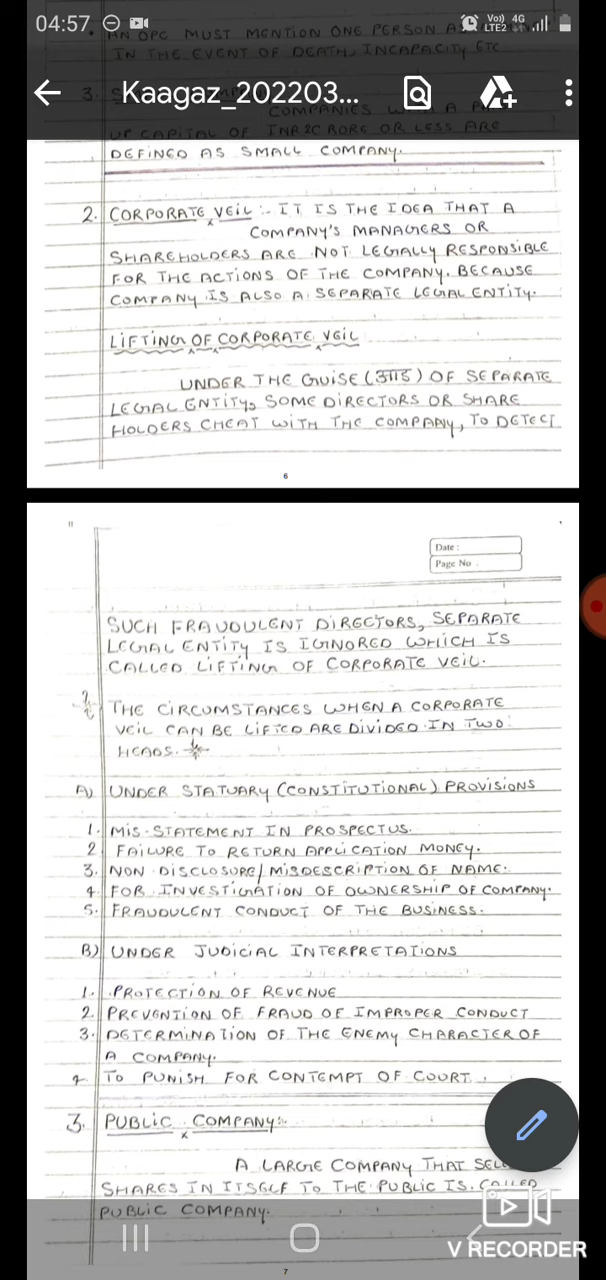 04:57
Vo)) 4G
LTE2
AN OPC MUST MENTION ONE PERSON AS
IN THE EVENT OF DEATH, INCAPACITY ETC
Kaagaz_202203...
3.
COMPANIES WITH A PAID
UP CAPITAL OF INR 2C RORE OR LESS ARE
DEFINED AS SMALL COMPANY.
2. CORPORATE VEIL :- IT IS THE IDEA THAT A
COMPANY'S MANAGERS OR
SHAREHOLDERS ARE NOT LEGALLY RESPONSIBLE
FOR THE ACTIONS OF THE COMPANY. BECAUSE
COMPANY IS ALSO A SEPARATE LEGAL ENTITY.
LIFTING OF CORPORATE VEIL
UNDER THE GUISE (आड) OF SEPARATE
LEGAL ENTITY, SOME DIRECTORS OR SHARE
HOLDERS CHEAT WITH THE COMPANY, TO DETECT
6
11
Date :
Page No .
SUCH FRAUDULENT DIRECTORS, SEPARATE
LEGAL ENTITY IS IGNORED WHICH IS
CALLED LIFTING OF CORPORATE VEIL.
THE CIRCUMSTANCES WHEN A CORPORATE
VEIL CAN BE LIFTED ARE DIVIDED IN TWO
HEADS.
A) UNDER STATUARY (CONSTITUTIONAL) PROVISIONS
1. MIS-STATEMENT IN PROSPECTUS.
2. FAILURE TO RETURN APPLICATION MONEY.
3. NON DISCLOSURE/MISDESCRIPTION OF NAME.
4. FOR INVESTIGATION OF OWNERSHIP OF COMPANY.
5. FRAUDULENT CONDUCT OF THE BUSINESS.
B) UNDER JUDICIAL INTERPRETATIONS
1. PROTECTION OF REVENUE
2. PREVENTION OF FRAUD OF IMPROPER CONDUCT
3. DETERMINATION OF THE ENEMY CHARACTER OF
A COMPANY.
4 TO PUNISH FOR CONTEMPT OF COURT.
3. PUBLIC COMPANY:-
A LARGE COMPANY THAT SELL
SHARES IN ITSELF TO THE PUBLIC IS CALLED
PUBLIC COMPANY.
V RECORDER
7